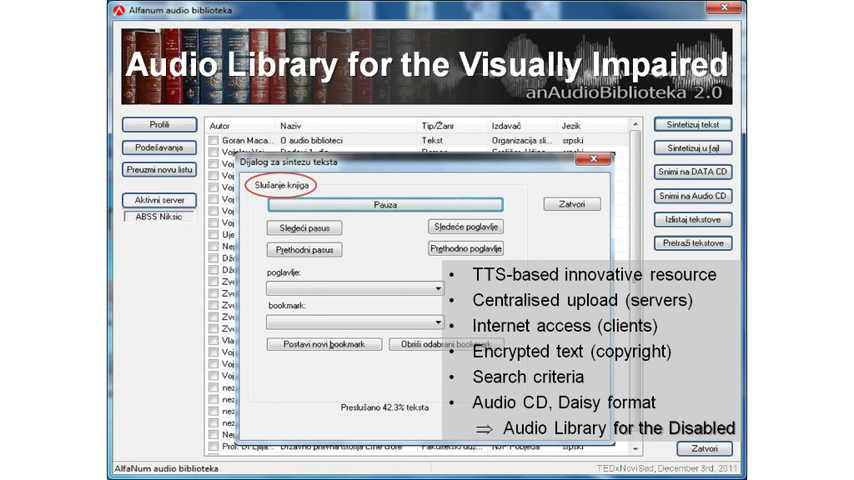 Alfanum audio biblioteka
Audio Library for the Visually Impaired
anAudioBiblioteka 2.0
Profili
Podešavanja
Preuzmi novu listu
Aktivni server
ABSS Niksic
Autor Naziv Tip/Žanr Izdavač Jezik
Goran Maca... O audio biblioteci Tekst Organizacija sli... srpski
Dijalog za sintezu teksta
Slušanje knjiga
Pauza
Zatvori
Sledeći pasus
Sledeće poglavlje
Prethodni pasus
Prethodno poglavlje
poglavlje:
bookmark:
Postavi novi bookmark
Obriši odabrani bookmark
Preslušano 42.3% teksta
Sintetizuj tekst
Sintetizuj u fajl
Snimi na DATA CD
Snimi na Audio CD
Izlistaj tekstove
Pretraži tekstove
• TTS-based innovative resource
• Centralised upload (servers)
• Internet access (clients)
• Encrypted text (copyright)
• Search criteria
• Audio CD, Daisy format
⇒ Audio Library for the Disabled
Zatvori
AlfaNum audio biblioteka
TEDxNoviSad, December 3rd, 2011